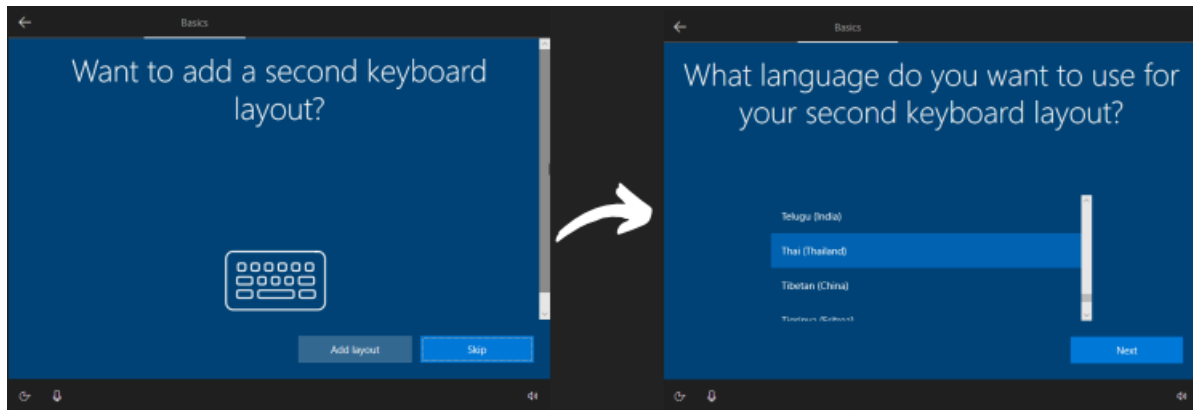 Basics
Want to add a second keyboard
layout?
Add layout
Skip
Basics
What language do you want to use for
your second keyboard layout?
Telugu (India)
Thai (Thailand)
Tibetan (China)
Next